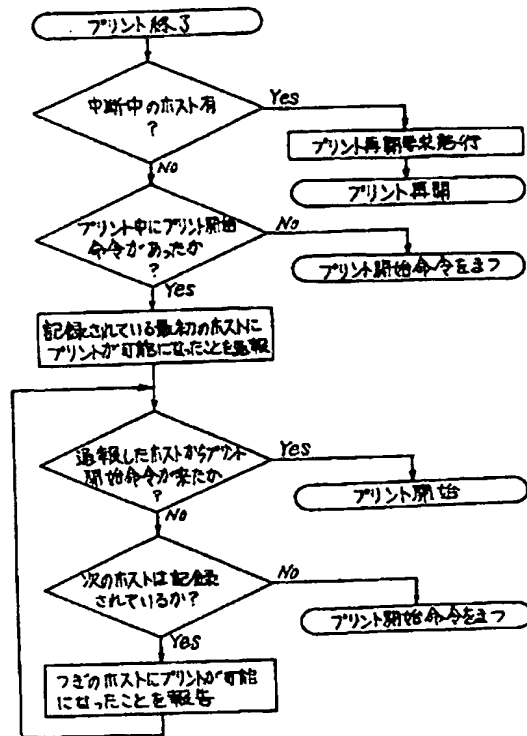 プリント終了
中断中のホスト有
?
Yes
プリント再開要求発行
プリント再開
No
プリント中にプリント開始
命令があったか
?
No
プリント開始命令をまつ
Yes
記録されている最初のホストに
プリントが可能になったことを通報
通報したホストからプリント
開始命令が来たか
?
Yes
プリント開始
No
次のホストは記録
されているか?
No
プリント開始命令をまつ
Yes
つぎのホストにプリントが可能
になったことを報告